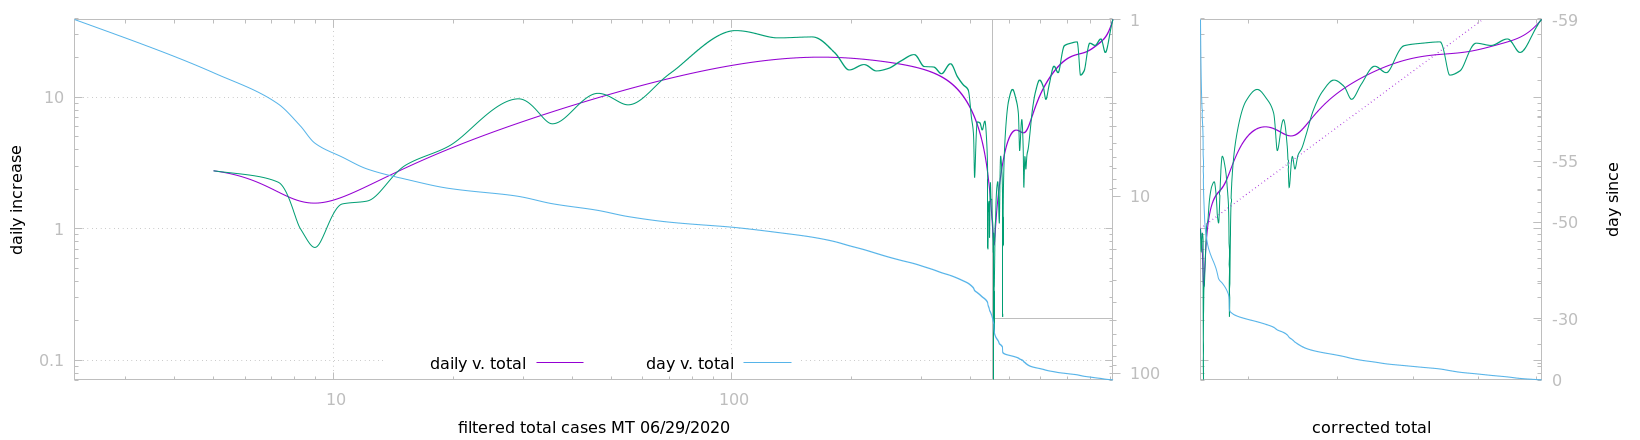 daily increase
10
1
0.1
10
100
1
10
100
daily v. total
day v. total
filtered total cases MT 06/29/2020
-59
-55
-50
-30
0
day since
corrected total